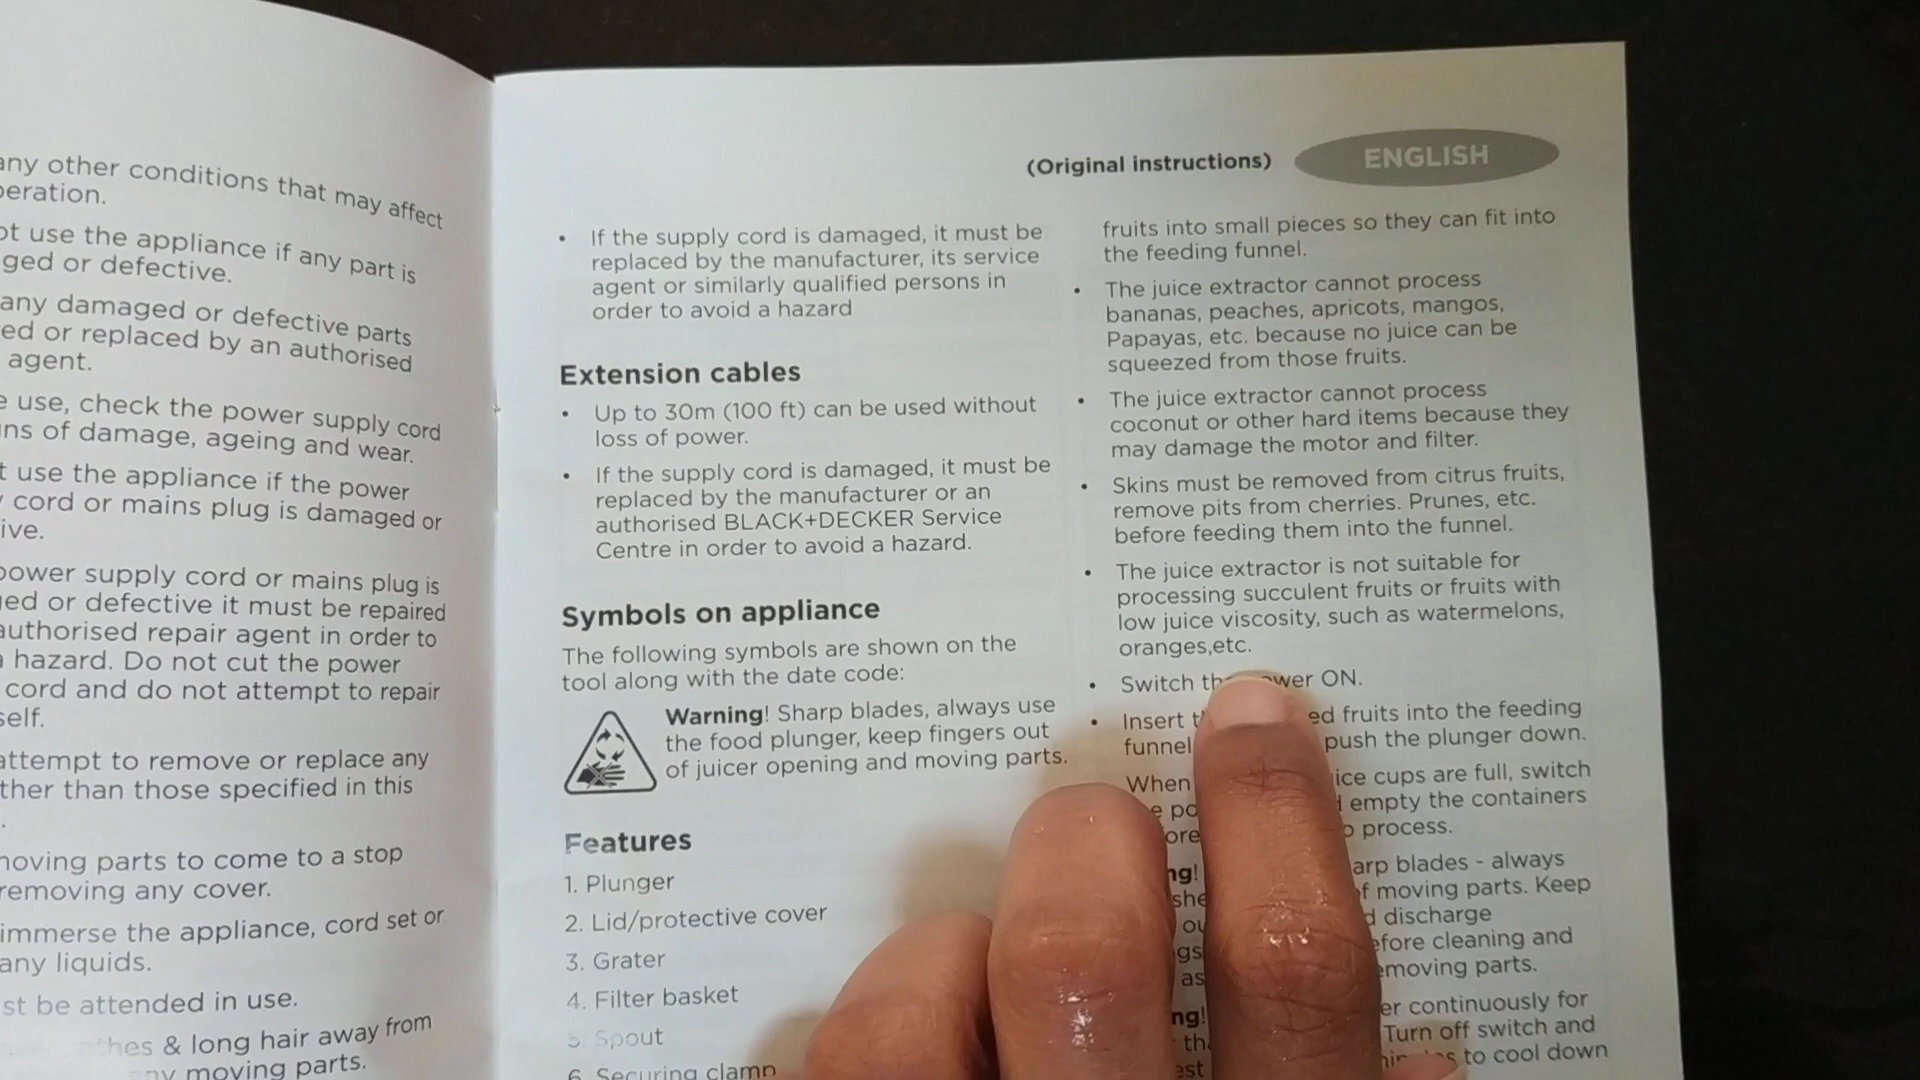 any other conditions that may affect
peration.
ot use the appliance if any part is
ged or defective.
any damaged or defective parts
ed or replaced by an authorised
agent.
e use, check the power supply cord
ns of damage, ageing and wear.
t use the appliance if the power
cord or mains plug is damaged or
ive.
power supply cord or mains plug is
ed or defective it must be repaired
authorised repair agent in order to
a hazard. Do not cut the power
cord and do not attempt to repair
self.
attempt to remove or replace any
ther than those specified in this
.
moving parts to come to a stop
removing any cover.
immerse the appliance, cord set or
any liquids.
st be attended in use.
thes & long hair away from
ny moving parts.
(Original instructions) ENGLISH
• If the supply cord is damaged, it must be
replaced by the manufacturer, its service
agent or similarly qualified persons in
order to avoid a hazard
Extension cables
• Up to 30m (100 ft) can be used without
loss of power.
• If the supply cord is damaged, it must be
replaced by the manufacturer or an
authorised BLACK+DECKER Service
Centre in order to avoid a hazard.
Symbols on appliance
The following symbols are shown on the
tool along with the date code:
Warning! Sharp blades, always use
the food plunger, keep fingers out
of juicer opening and moving parts.
Features
1. Plunger
2. Lid/protective cover
3. Grater
4. Filter basket
5. Spout
6. Securing clamp
fruits into small pieces so they can fit into
the feeding funnel.
• The juice extractor cannot process
bananas, peaches, apricots, mangos,
Papayas, etc. because no juice can be
squeezed from those fruits.
• The juice extractor cannot process
coconut or other hard items because they
may damage the motor and filter.
• Skins must be removed from citrus fruits,
remove pits from cherries. Prunes, etc.
before feeding them into the funnel.
• The juice extractor is not suitable for
processing succulent fruits or fruits with
low juice viscosity, such as watermelons,
oranges,etc.
• Switch the power ON.
• Insert ed fruits into the feeding
funnel push the plunger down.
When ice cups are full, switch
e po empty the containers
ore o process.
ng! arp blades - always
she f moving parts. Keep
ou d discharge
gs efore cleaning and
as emoving parts.
ng! er continuously for
Turn off switch and
est to cool down